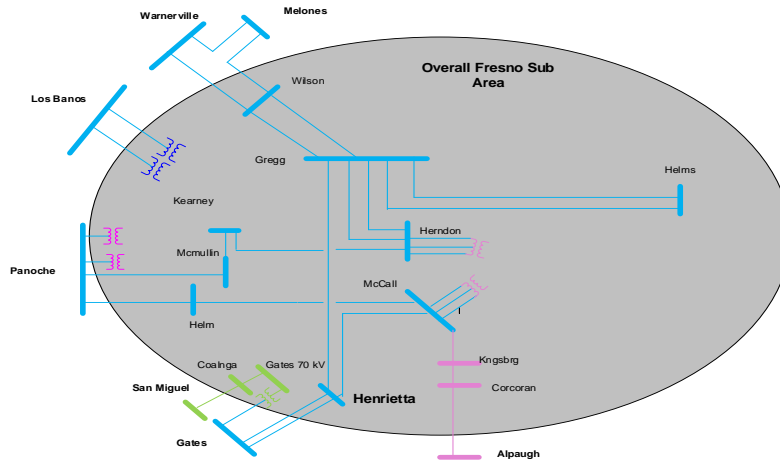 Melones
Warnerville
Overall Fresno Sub
Area
Wilson
Los Banos
Gregg
Helms
Kearney
Herndon
Mcmullin
Panoche
McCall
Helm
Kngsbrg
Coalnga
Gates 70 kV
San Miguel
Corcoran
Henrietta
Gates
Alpaugh